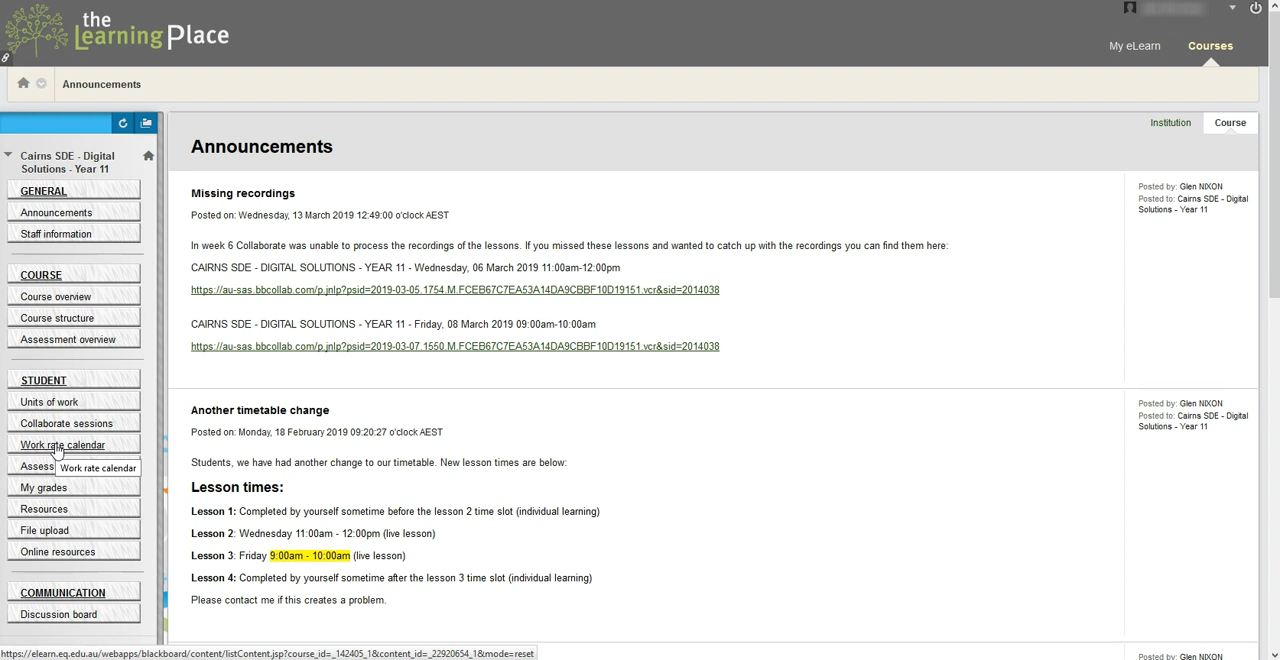 the
Learning Place
My eLearn
Courses
Announcements
Cairns SDE - Digital
Solutions - Year 11
GENERAL
Announcements
Staff information
COURSE
Course overview
Course structure
Assessment overview
STUDENT
Units of work
Collaborate sessions
Work rate calendar
Assess
Work rate calendar
My grades
Resources
File upload
Online resources
COMMUNICATION
Discussion board
Institution
Course
Announcements
Missing recordings
Posted on: Wednesday, 13 March 2019 12:49:00 o'clock AEST
In week 6 Collaborate was unable to process the recordings of the lessons. If you missed these lessons and wanted to catch up with the recordings you can find them here:
CAIRNS SDE - DIGITAL SOLUTIONS - YEAR 11 - Wednesday, 06 March 2019 11:00am-12:00pm
https://au-sas.bbcollab.com/p.jnlp?psid=2019-03-05.1754.M.FCEB67C7EA53A14DA9CBBF10D19151.vcr&sid=2014038
CAIRNS SDE - DIGITAL SOLUTIONS - YEAR 11 - Friday, 08 March 2019 09:00am-10:00am
https://au-sas.bbcollab.com/p.jnlp?psid=2019-03-07.1550.M.FCEB67C7EA53A14DA9CBBF10D19151.vcr&sid=2014038
Posted by: Glen NIXON
Posted to: Cairns SDE - Digital
Solutions - Year 11
Another timetable change
Posted on: Monday, 18 February 2019 09:20:27 o'clock AEST
Students, we have had another change to our timetable. New lesson times are below:
Lesson times:
Lesson 1: Completed by yourself sometime before the lesson 2 time slot (individual learning)
Lesson 2: Wednesday 11:00am - 12:00pm (live lesson)
Lesson 3: Friday 9:00am - 10:00am (live lesson)
Lesson 4: Completed by yourself sometime after the lesson 3 time slot (individual learning)
Please contact me if this creates a problem.
Posted by: Glen NIXON
Posted to: Cairns SDE - Digital
Solutions - Year 11
Posted by: Glen NIXON
https://elearn.eq.edu.au/webapps/blackboard/content/listContent.jsp?course_id=_142405_1&content_id=_22920654_1&mode=reset